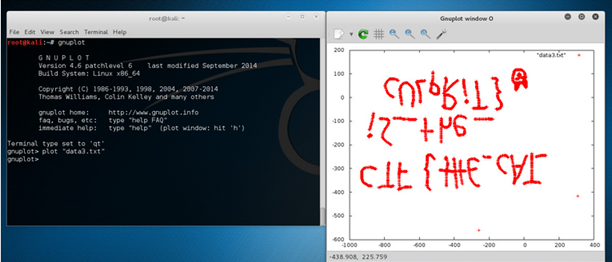 root@kali: ~
File Edit View Search Terminal Help
root@kali:~# gnuplot
G N U P L O T
Version 4.6 patchlevel 6 last modified September 2014
Build System: Linux x86_64
Copyright (C) 1986-1993, 1998, 2004, 2007-2014
Thomas Williams, Colin Kelley and many others
gnuplot home: http://www.gnuplot.info
faq, bugs, etc: type "help FAQ"
immediate help: type "help" (plot window: hit 'h')
Terminal type set to 'qt'
gnuplot> plot "data3.txt"
gnuplot>
Gnuplot window 0
"data3.txt"
200
100
0
-100
-200
-300
-400
-500
-600
-1000 -800 -600 -400 -200 0 200 400
CTF{tHE_CAT
-438.908, 225.759